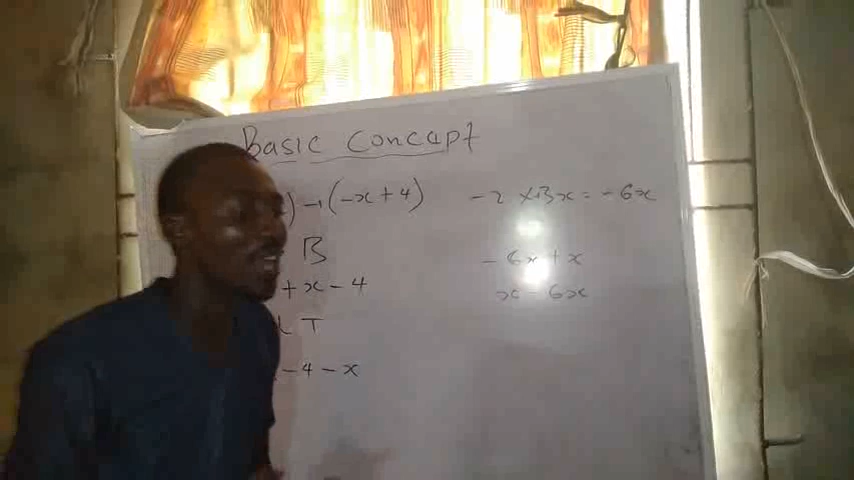 Basic Concept
) -1(-x + 4)
B
+ x - 4
L T
- 4 - x
-2 x +3x = -6x
- 6x + x
x - 6x